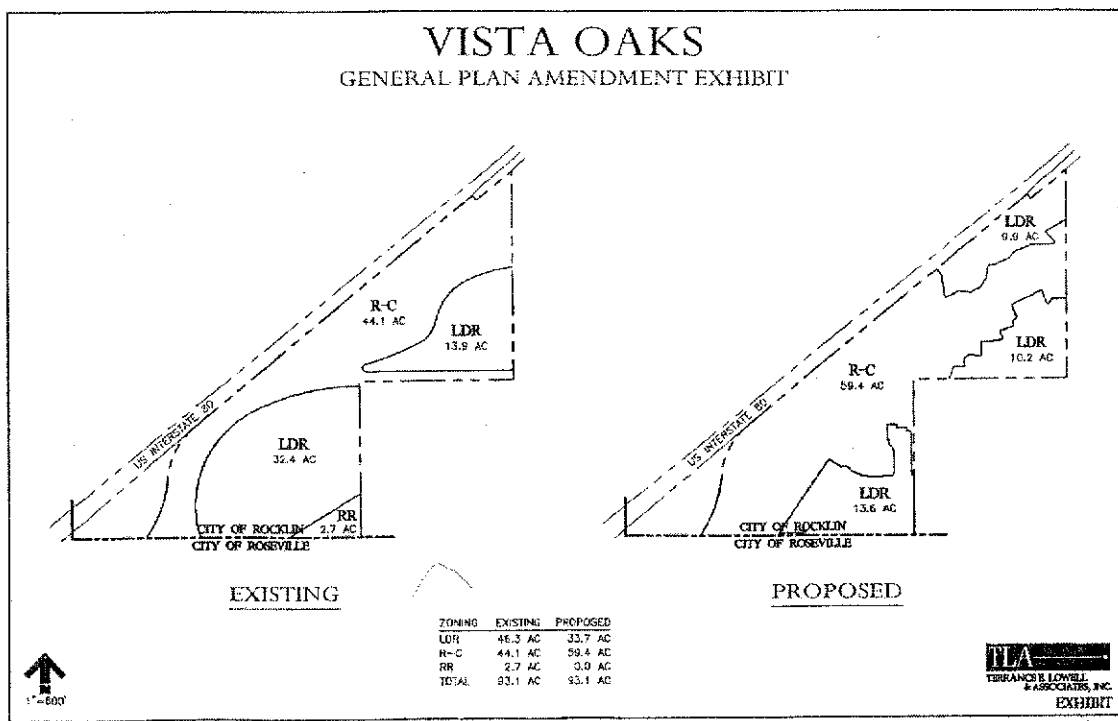 VISTA OAKS
GENERAL PLAN AMENDMENT EXHIBIT
R-C
44.1 AC
LDR
13.9 AC
US INTERSTATE 80
LDR
32.4 AC
RR
2.7 AC
CITY OF ROCKLIN
CITY OF ROSEVILLE
EXISTING
LDR
9.9 AC
LDR
10.2 AC
R-C
59.4 AC
US INTERSTATE 80
LDR
13.6 AC
CITY OF ROCKLIN
CITY OF ROSEVILLE
PROPOSED
ZONING EXISTING PROPOSED
LDR 46.3 AC 33.7 AC
R-C 44.1 AC 59.4 AC
RR 2.7 AC 0.0 AC
TOTAL 93.1 AC 93.1 AC
N
1"=600'
TLA
TERRANCE E. LOWELL
& ASSOCIATES, INC.
EXHIBIT